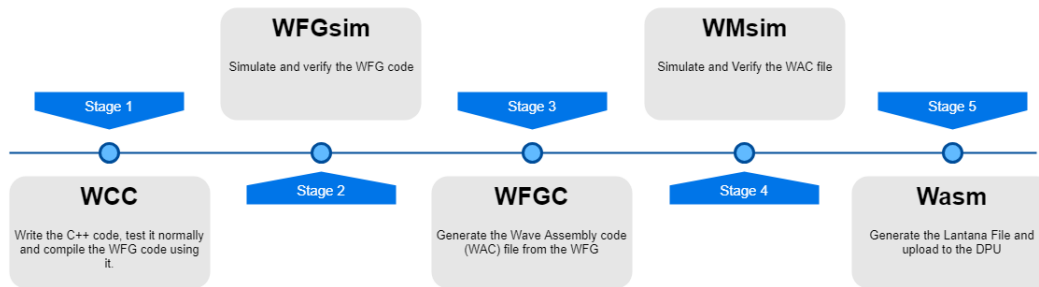 WFGsim
Simulate and verify the WFG code
WMsim
Simulate and Verify the WAC file
Stage 1
Stage 3
Stage 5
WCC
Write the C++ code, test it normally
and compile the WFG code using
it.
Stage 2
WFGC
Generate the Wave Assembly code
(WAC) file from the WFG
Stage 4
Wasm
Generate the Lantana File and
upload to the DPU